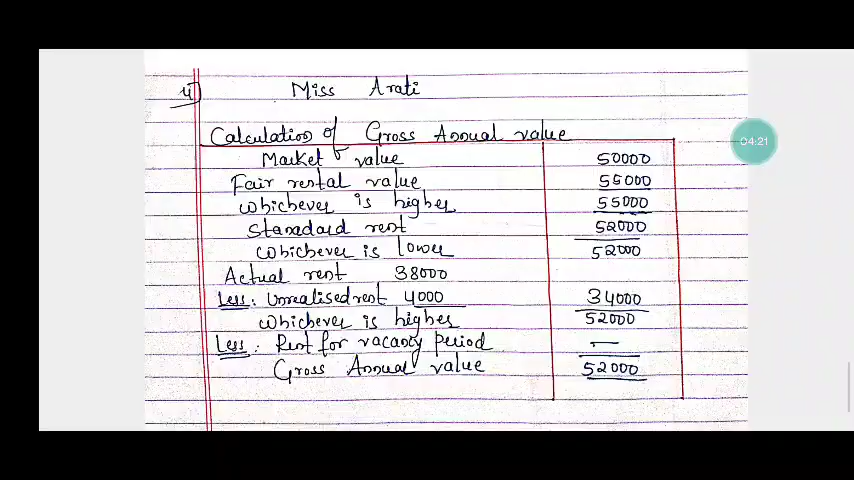 4) Miss Arati
Calculation of Gross Annual value
Market value 50000
Fair rental value 55000
whichever is higher 55000
Standard rent 52000
whichever is lower 52000
Actual rent 38000
Less: Unrealised rent 4000 34000
whichever is higher 52000
Less: Rent for vacancy period —
Gross Annual value 52000
04:21